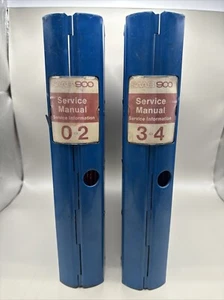 900
Service
Manual
Service Information
0-2
900
Service
Manual
Service Information
3-4